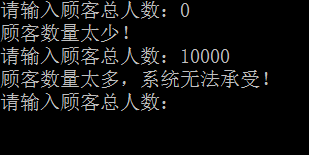 请输入顾客总人数：0
顾客数量太少！
请输入顾客总人数：10000
顾客数量太多，系统无法承受！
请输入顾客总人数：